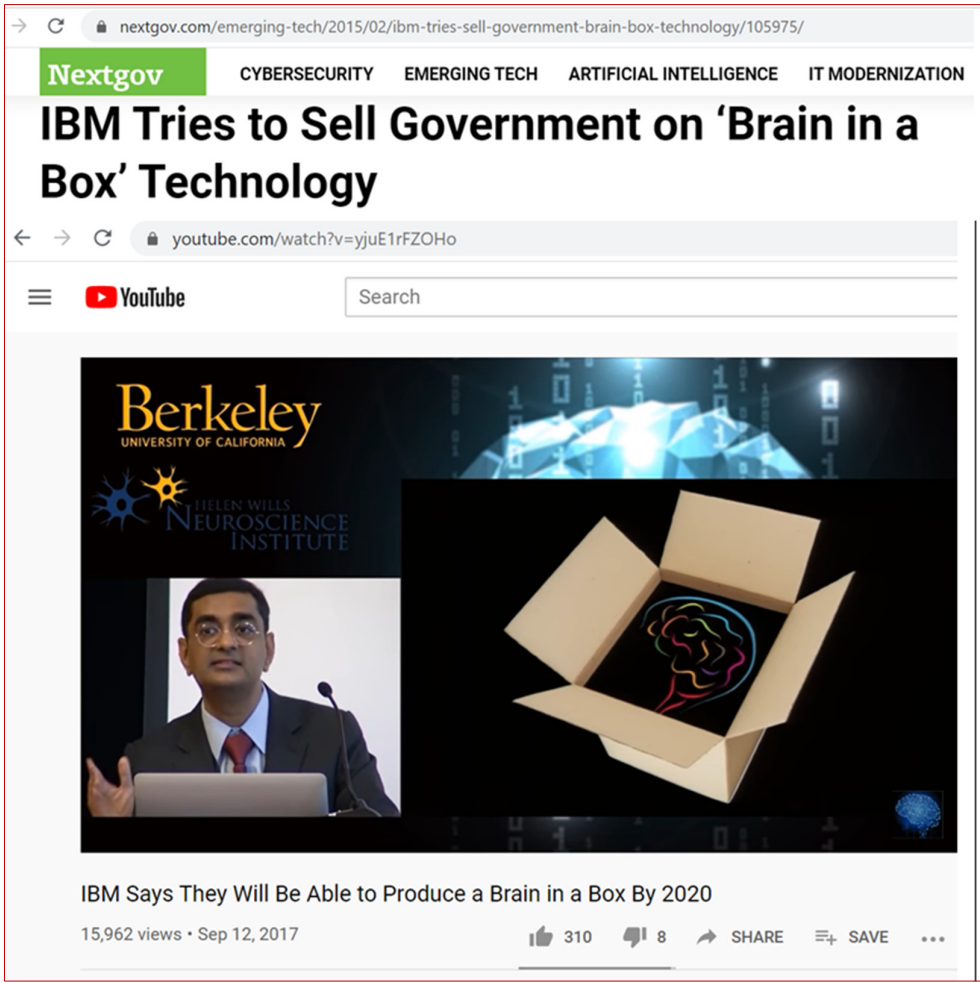 nextgov.com/emerging-tech/2015/02/ibm-tries-sell-government-brain-box-technology/105975/
Nextgov CYBERSECURITY EMERGING TECH ARTIFICIAL INTELLIGENCE IT MODERNIZATION
IBM Tries to Sell Government on ‘Brain in a
Box’ Technology
youtube.com/watch?v=yjuE1rFZOHo
YouTube Search
Berkeley
UNIVERSITY OF CALIFORNIA
HELEN WILLS
NEUROSCIENCE
INSTITUTE
IBM Says They Will Be Able to Produce a Brain in a Box By 2020
15,962 views • Sep 12, 2017 310 8 SHARE SAVE